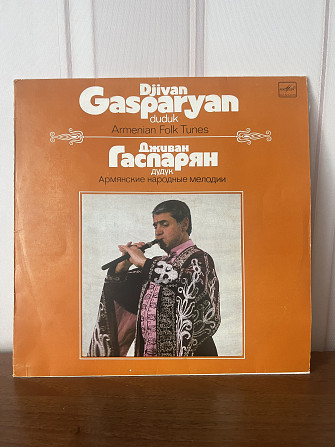 Djivan
Gasparyan
duduk
Armenian Folk Tunes
Дживан
Гаспарян
дудук
Армянские народные мелодии